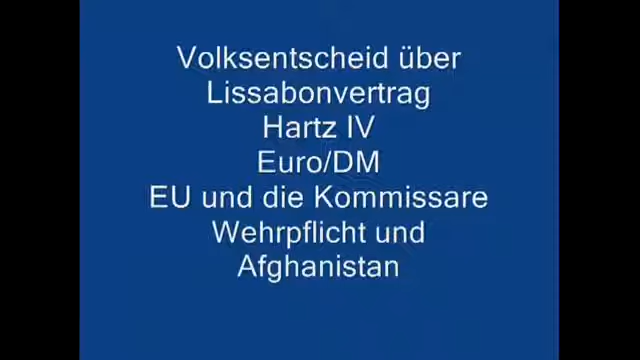 Volksentscheid über
Lissabonvertrag
Hartz IV
Euro/DM
EU und die Kommissare
Wehrpflicht und
Afghanistan